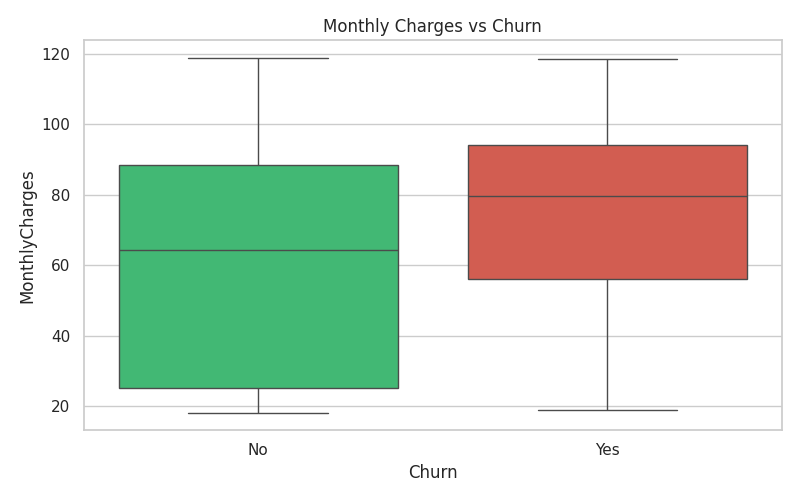 Monthly Charges vs Churn
MonthlyCharges
120
100
80
60
40
20
No
Yes
Churn